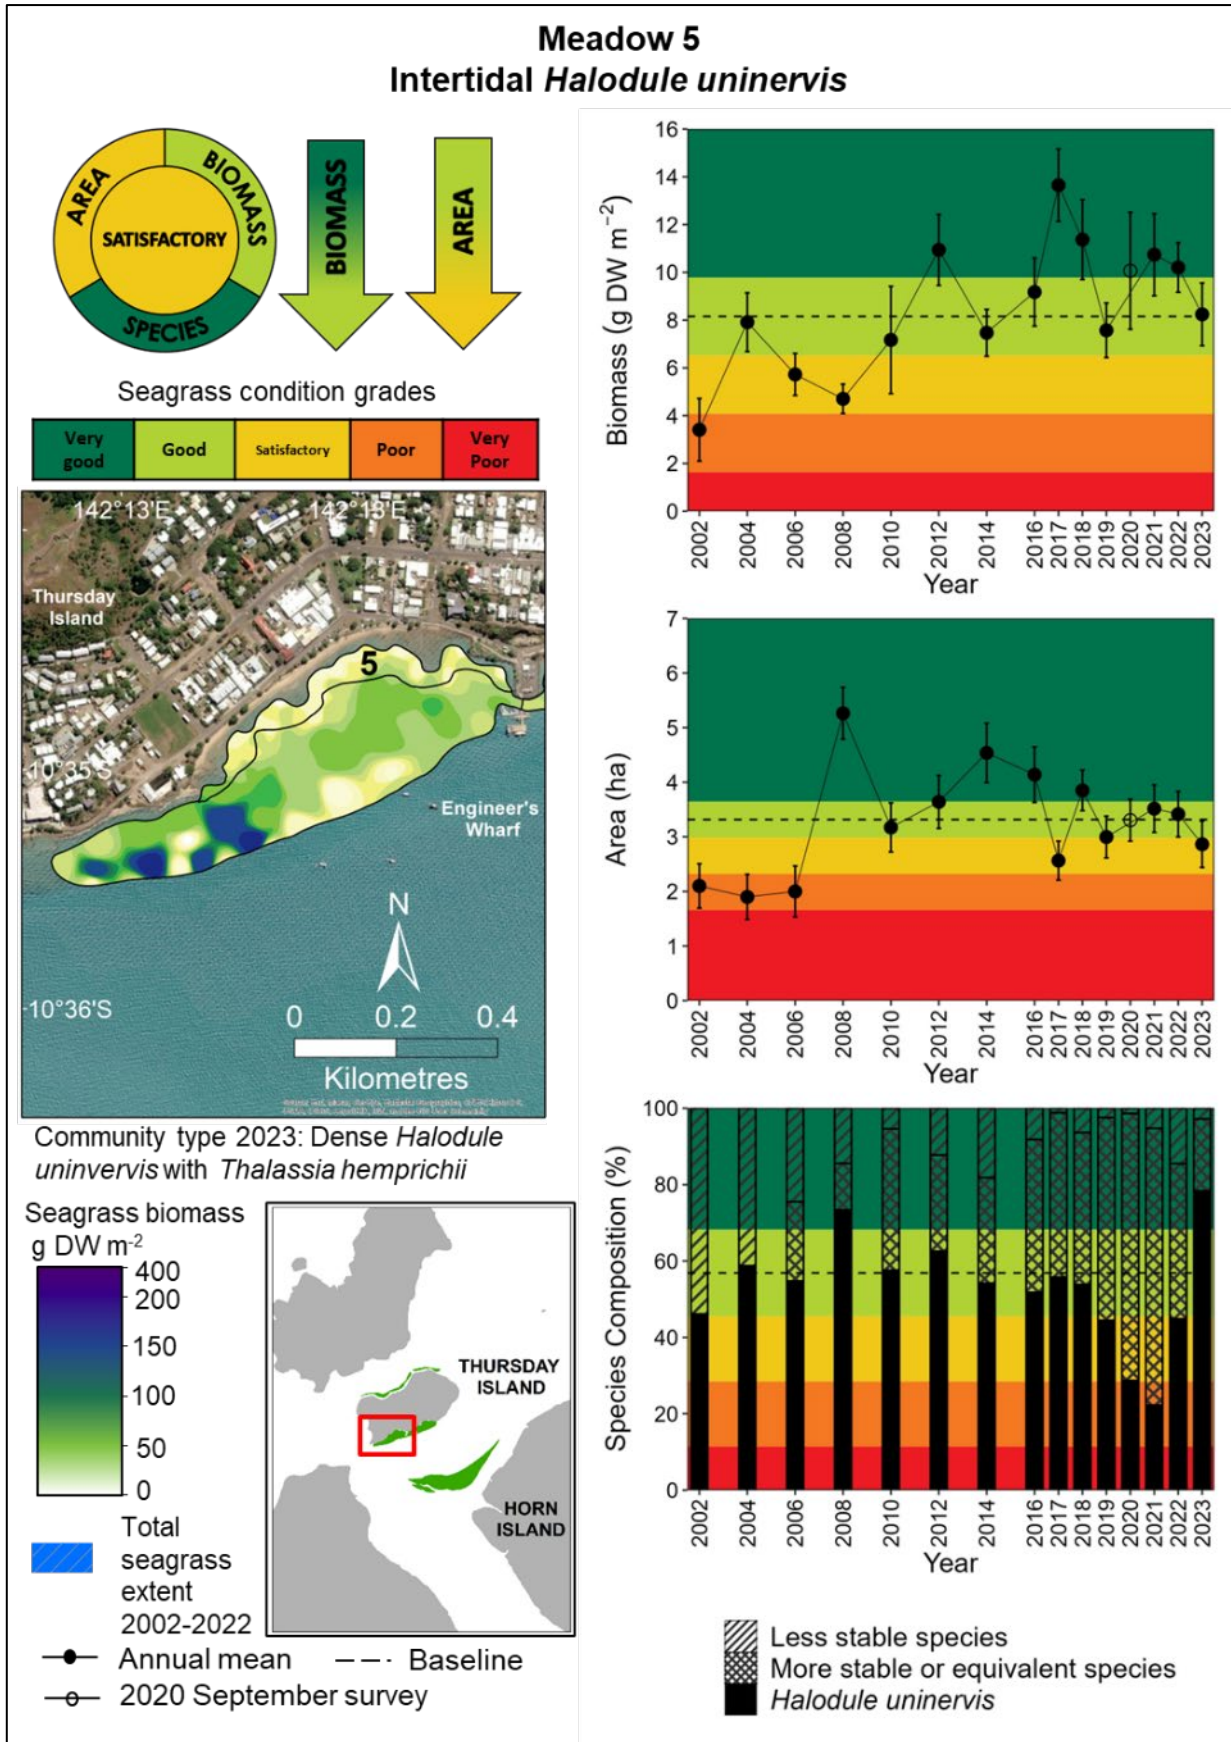 Meadow 5
Intertidal Halodule uninervis
AREA
BIOMASS
SATISFACTORY
SPECIES
BIOMASS
AREA
Seagrass condition grades
Very good
Good
Satisfactory
Poor
Very Poor
142°13'E
142°13'E
Thursday
Island
5
-10°35'S
Engineer's
Wharf
N
-10°36'S
0 0.2 0.4
Kilometres
Community type 2023: Dense Halodule
uninvervis with Thalassia hemprichii
Seagrass biomass
g DW m-2
400
200
150
100
50
0
Total
seagrass
extent
2002-2022
THURSDAY
ISLAND
HORN
ISLAND
Annual mean
Baseline
2020 September survey
Biomass (g DW m−2)
16
14
12
10
8
6
4
2
0
2002 2004 2006 2008 2010 2012 2014 2016 2017 2018 2019 2020 2021 2022 2023
Year
Area (ha)
7
6
5
4
3
2
1
0
2002 2004 2006 2008 2010 2012 2014 2016 2017 2018 2019 2020 2021 2022 2023
Year
Species Composition (%)
100
80
60
40
20
0
2002 2004 2006 2008 2010 2012 2014 2016 2017 2018 2019 2020 2021 2022 2023
Year
Less stable species
More stable or equivalent species
Halodule uninervis